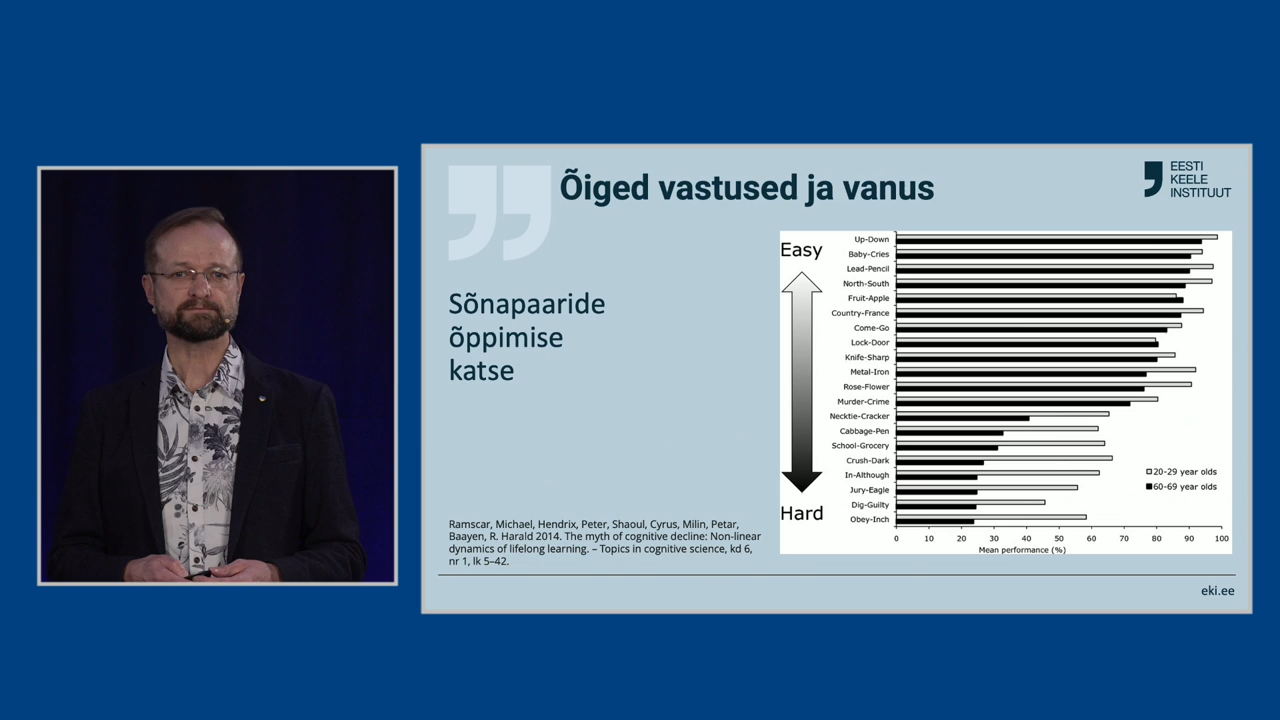 Õiged vastused ja vanus
EESTI
KEELE
INSTITUUT
Sõnapaaride
õppimise
katse
Easy
Hard
Up-Down
Baby-Cries
Lead-Pencil
North-South
Fruit-Apple
Country-France
Come-Go
Lock-Door
Knife-Sharp
Metal-Iron
Rose-Flower
Murder-Crime
Necktie-Cracker
Cabbage-Pen
School-Grocery
Crush-Dark
In-Although
Jury-Eagle
Dig-Guilty
Obey-Inch
20-29 year olds
60-69 year olds
0 10 20 30 40 50 60 70 80 90 100
Mean performance (%)
Ramscar, Michael, Hendrix, Peter, Shaoul, Cyrus, Milin, Petar,
Baayen, R. Harald 2014. The myth of cognitive decline: Non-linear
dynamics of lifelong learning. – Topics in cognitive science, kd 6,
nr 1, lk 5–42.
eki.ee